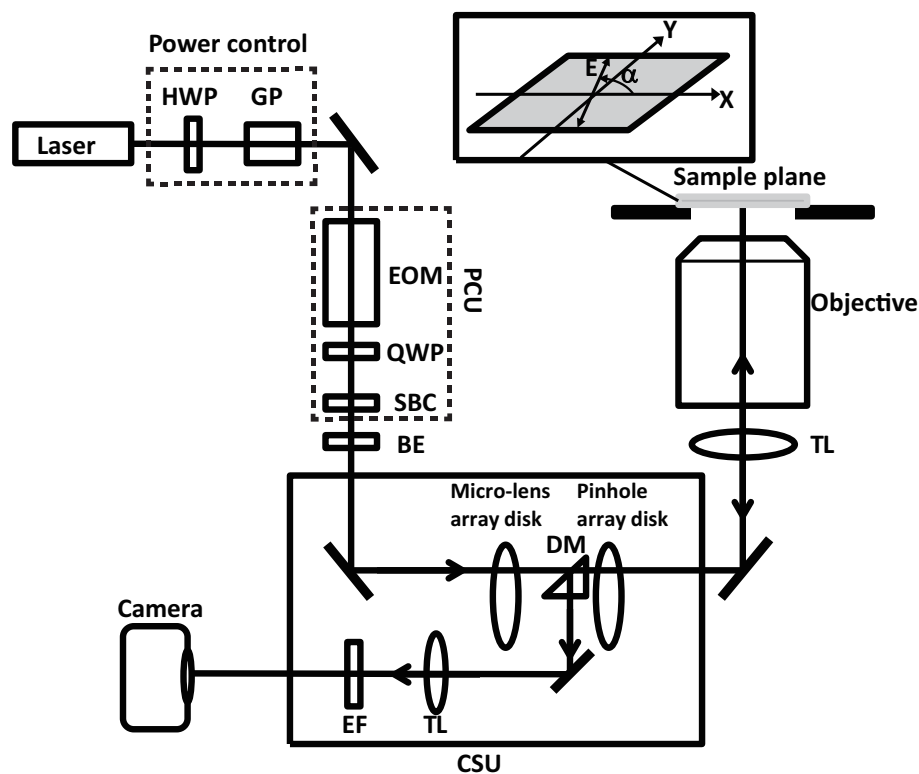 Power control
HWP
GP
Laser
Y
E
α
X
Sample plane
EOM
PCU
QWP
SBC
BE
Objective
TL
Micro-lens
array disk
Pinhole
array disk
DM
Camera
EF
TL
CSU